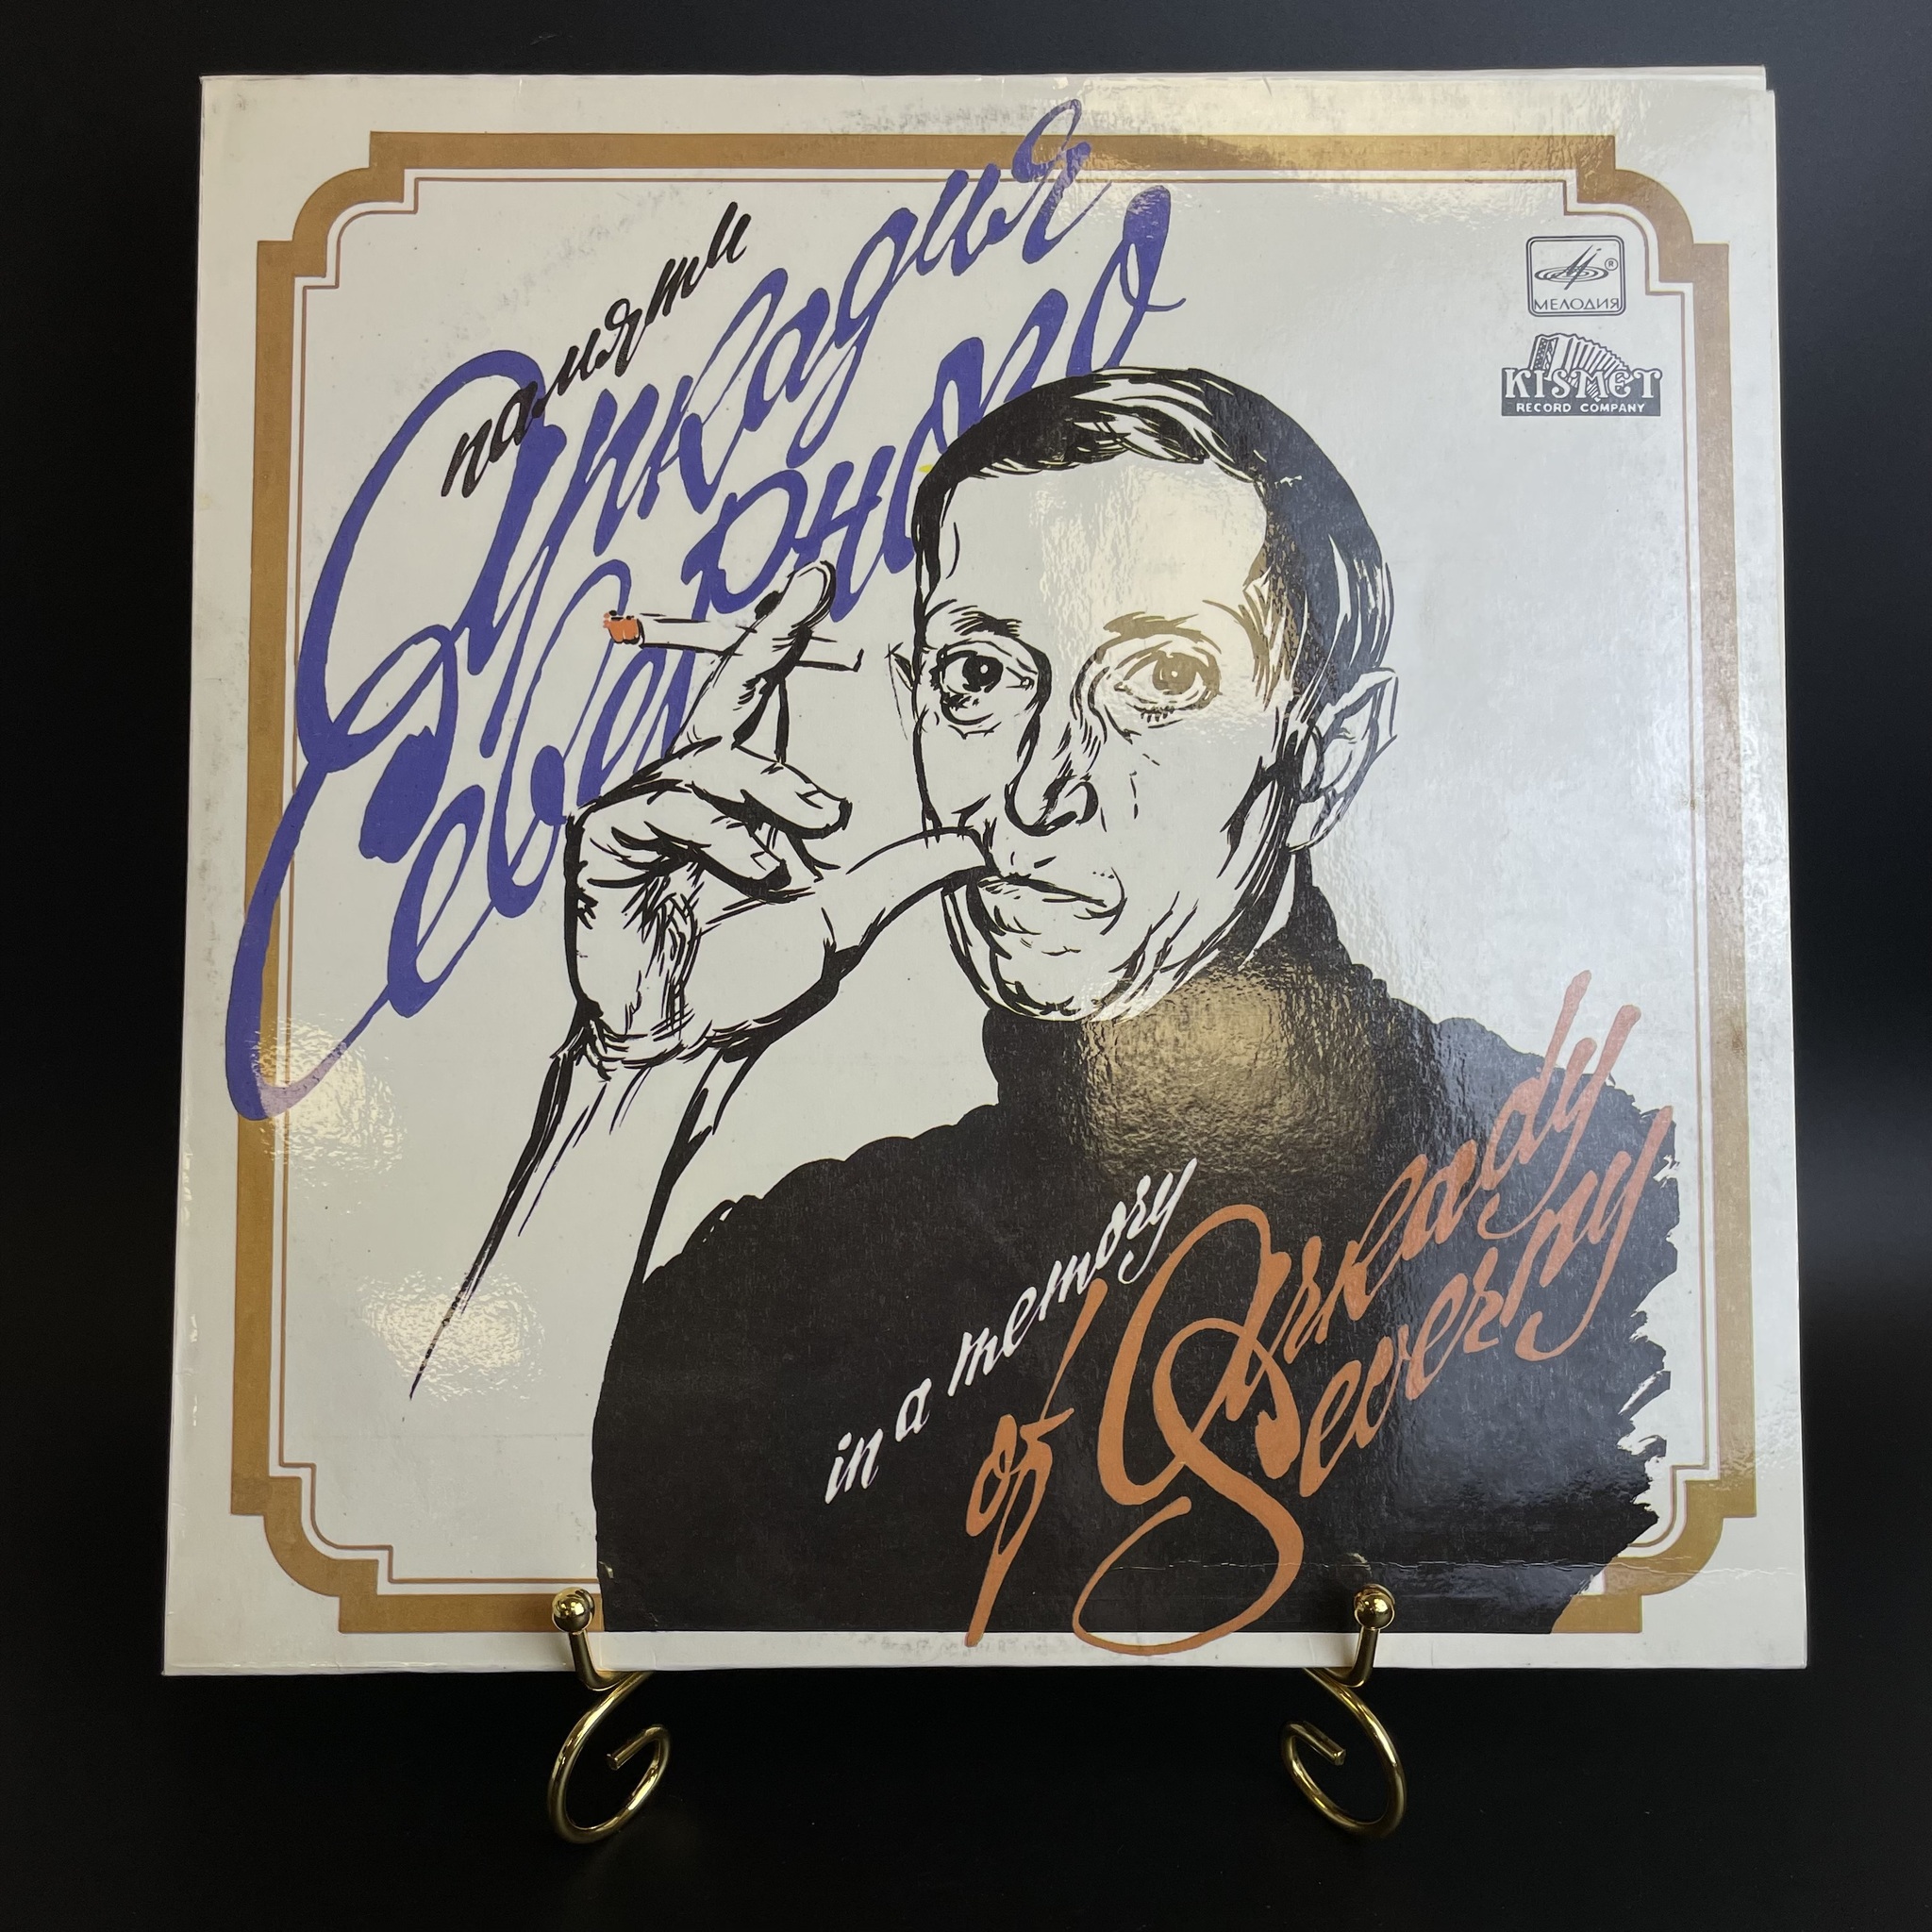 памяти
Аркадия
Северного
МЕЛОДИЯ
®
KISMET
RECORD COMPANY
in a memory
of Arkady
Severny